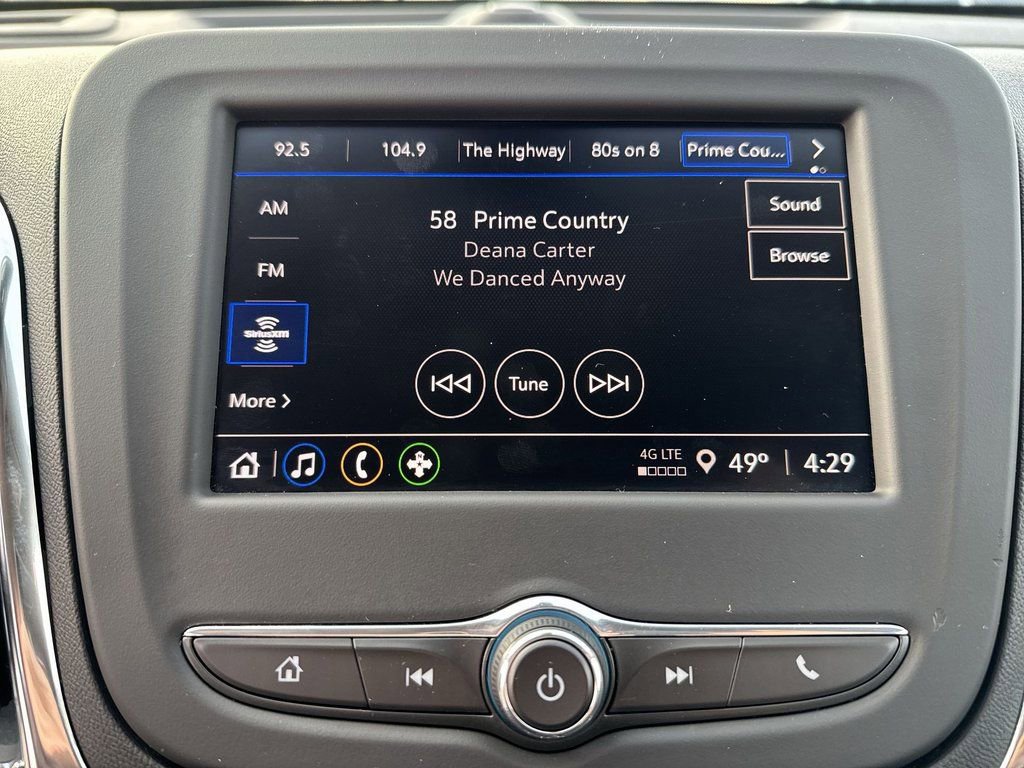 92.5 104.9 The Highway 80s on 8 Prime Cou...
AM
FM
SiriusXM
More
58 Prime Country
Deana Carter
We Danced Anyway
Tune
Sound
Browse
4G LTE
49° 4:29